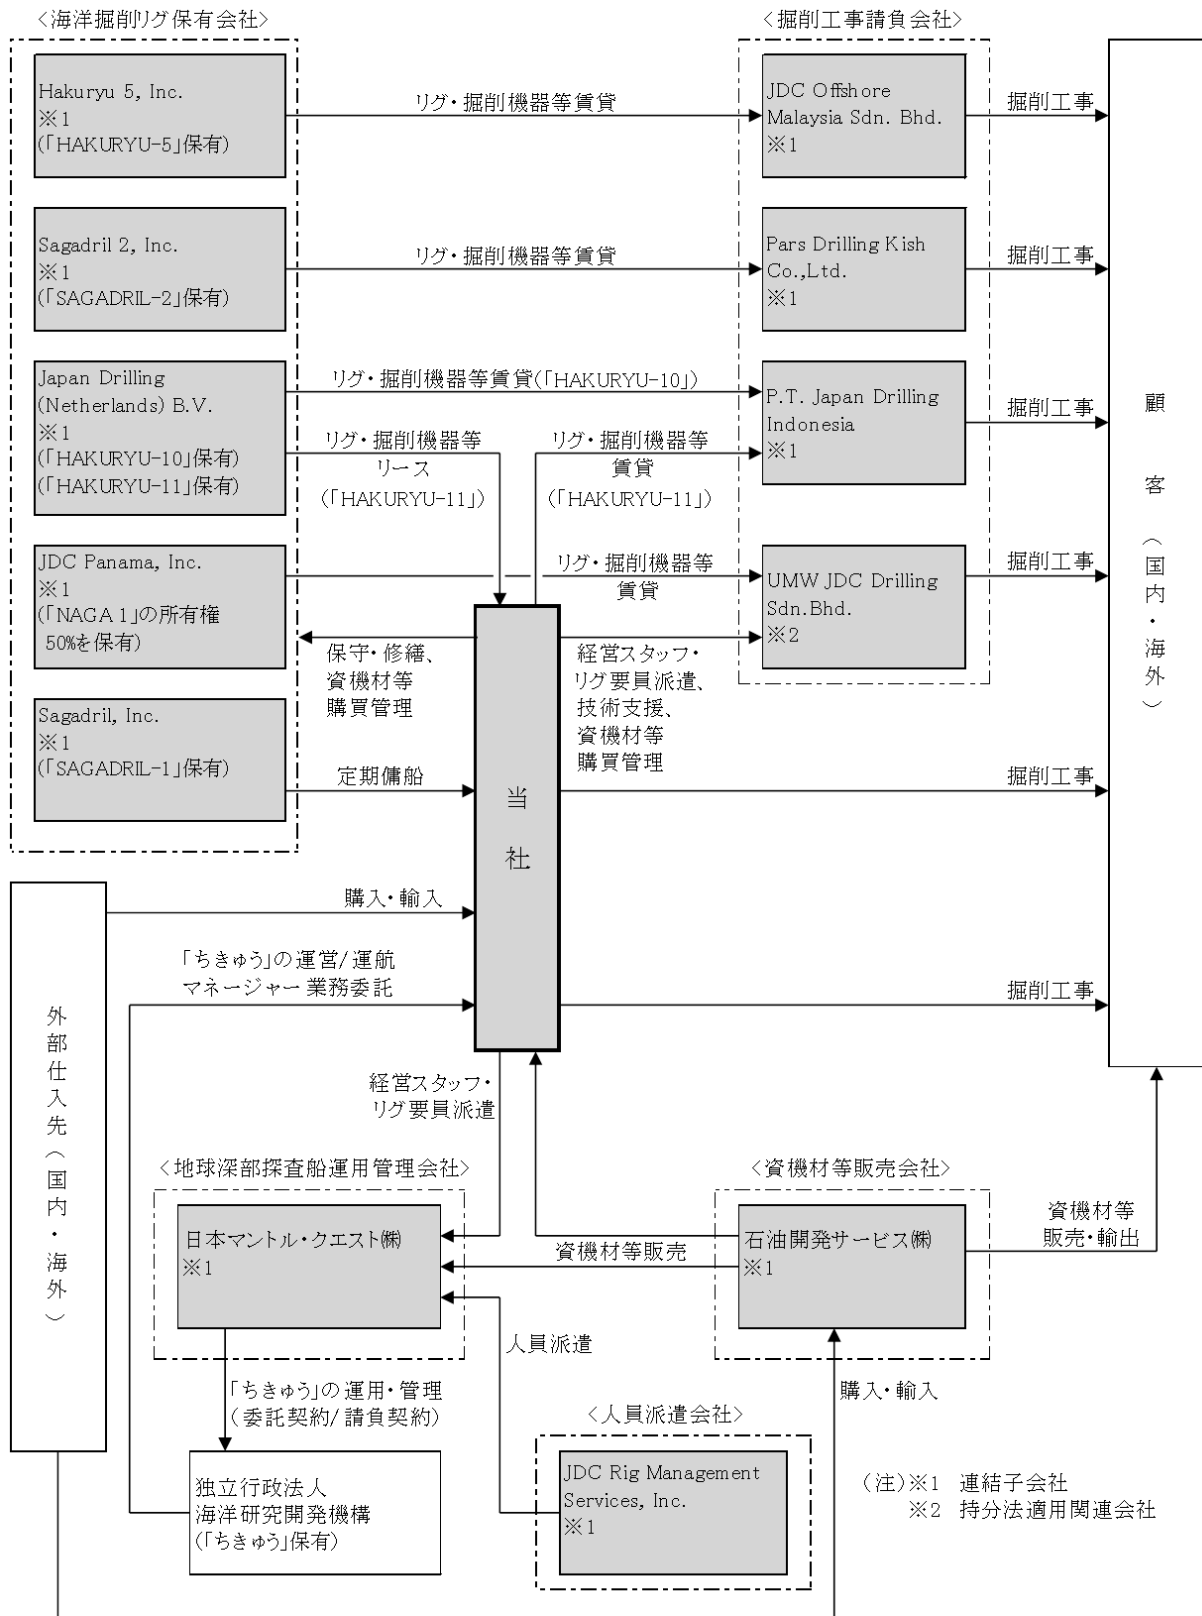 <海洋掘削リグ保有会社>
<掘削工事請負会社>
Hakuryu 5, Inc.
※1
(「HAKURYU-5」保有)
リグ・掘削機器等賃貸
JDC Offshore
Malaysia Sdn. Bhd.
※1
掘削工事
Sagadril 2, Inc.
※1
(「SAGADRIL-2」保有)
リグ・掘削機器等賃貸
Pars Drilling Kish
Co.,Ltd.
※1
掘削工事
Japan Drilling
(Netherlands) B.V.
※1
(「HAKURYU-10」保有)
(「HAKURYU-11」保有)
リグ・掘削機器等賃貸(「HAKURYU-10」)
リグ・掘削機器等
リース
(「HAKURYU-11」)
リグ・掘削機器等
賃貸
(「HAKURYU-11」)
P.T. Japan Drilling
Indonesia
※1
掘削工事
顧客（国内・海外）
JDC Panama, Inc.
※1
(「NAGA 1」の所有権
50%を保有)
リグ・掘削機器等
賃貸
UMW JDC Drilling
Sdn.Bhd.
※2
掘削工事
保守・修繕、
資機材等
購買管理
経営スタッフ・
リグ要員派遣、
技術支援、
資機材等
購買管理
Sagadril, Inc.
※1
(「SAGADRIL-1」保有)
定期傭船
当社
掘削工事
購入・輸入
「ちきゅう」の運営/運航
マネージャー業務委託
掘削工事
外部仕入先（国内・海外）
経営スタッフ・
リグ要員派遣
<地球深部探査船運用管理会社>
<資機材等販売会社>
日本マントル・クエスト㈱
※1
資機材等販売
石油開発サービス㈱
※1
資機材等
販売・輸出
人員派遣
「ちきゅう」の運用・管理
(委託契約/請負契約)
購入・輸入
<人員派遣会社>
独立行政法人
海洋研究開発機構
(「ちきゅう」保有)
JDC Rig Management
Services, Inc.
※1
(注)※1 連結子会社
※2 持分法適用関連会社